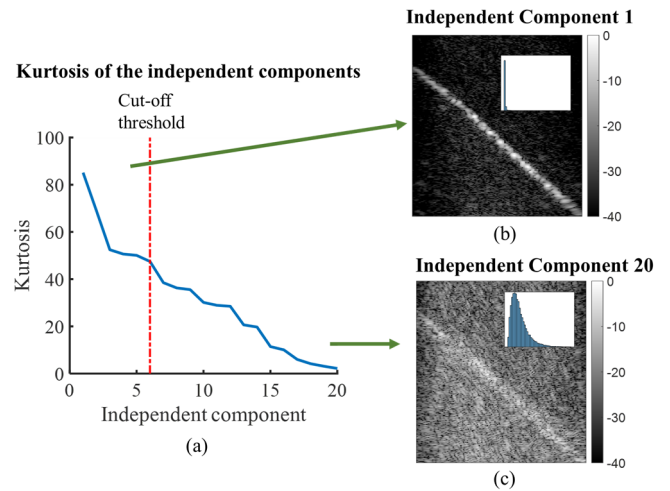 Independent Component 1
Kurtosis of the independent components
Cut-off
threshold
100
80
60
40
20
0
0 5 10 15 20
Kurtosis
Independent component
(a)
0
-10
-20
-30
-40
(b)
Independent Component 20
0
-10
-20
-30
-40
(c)